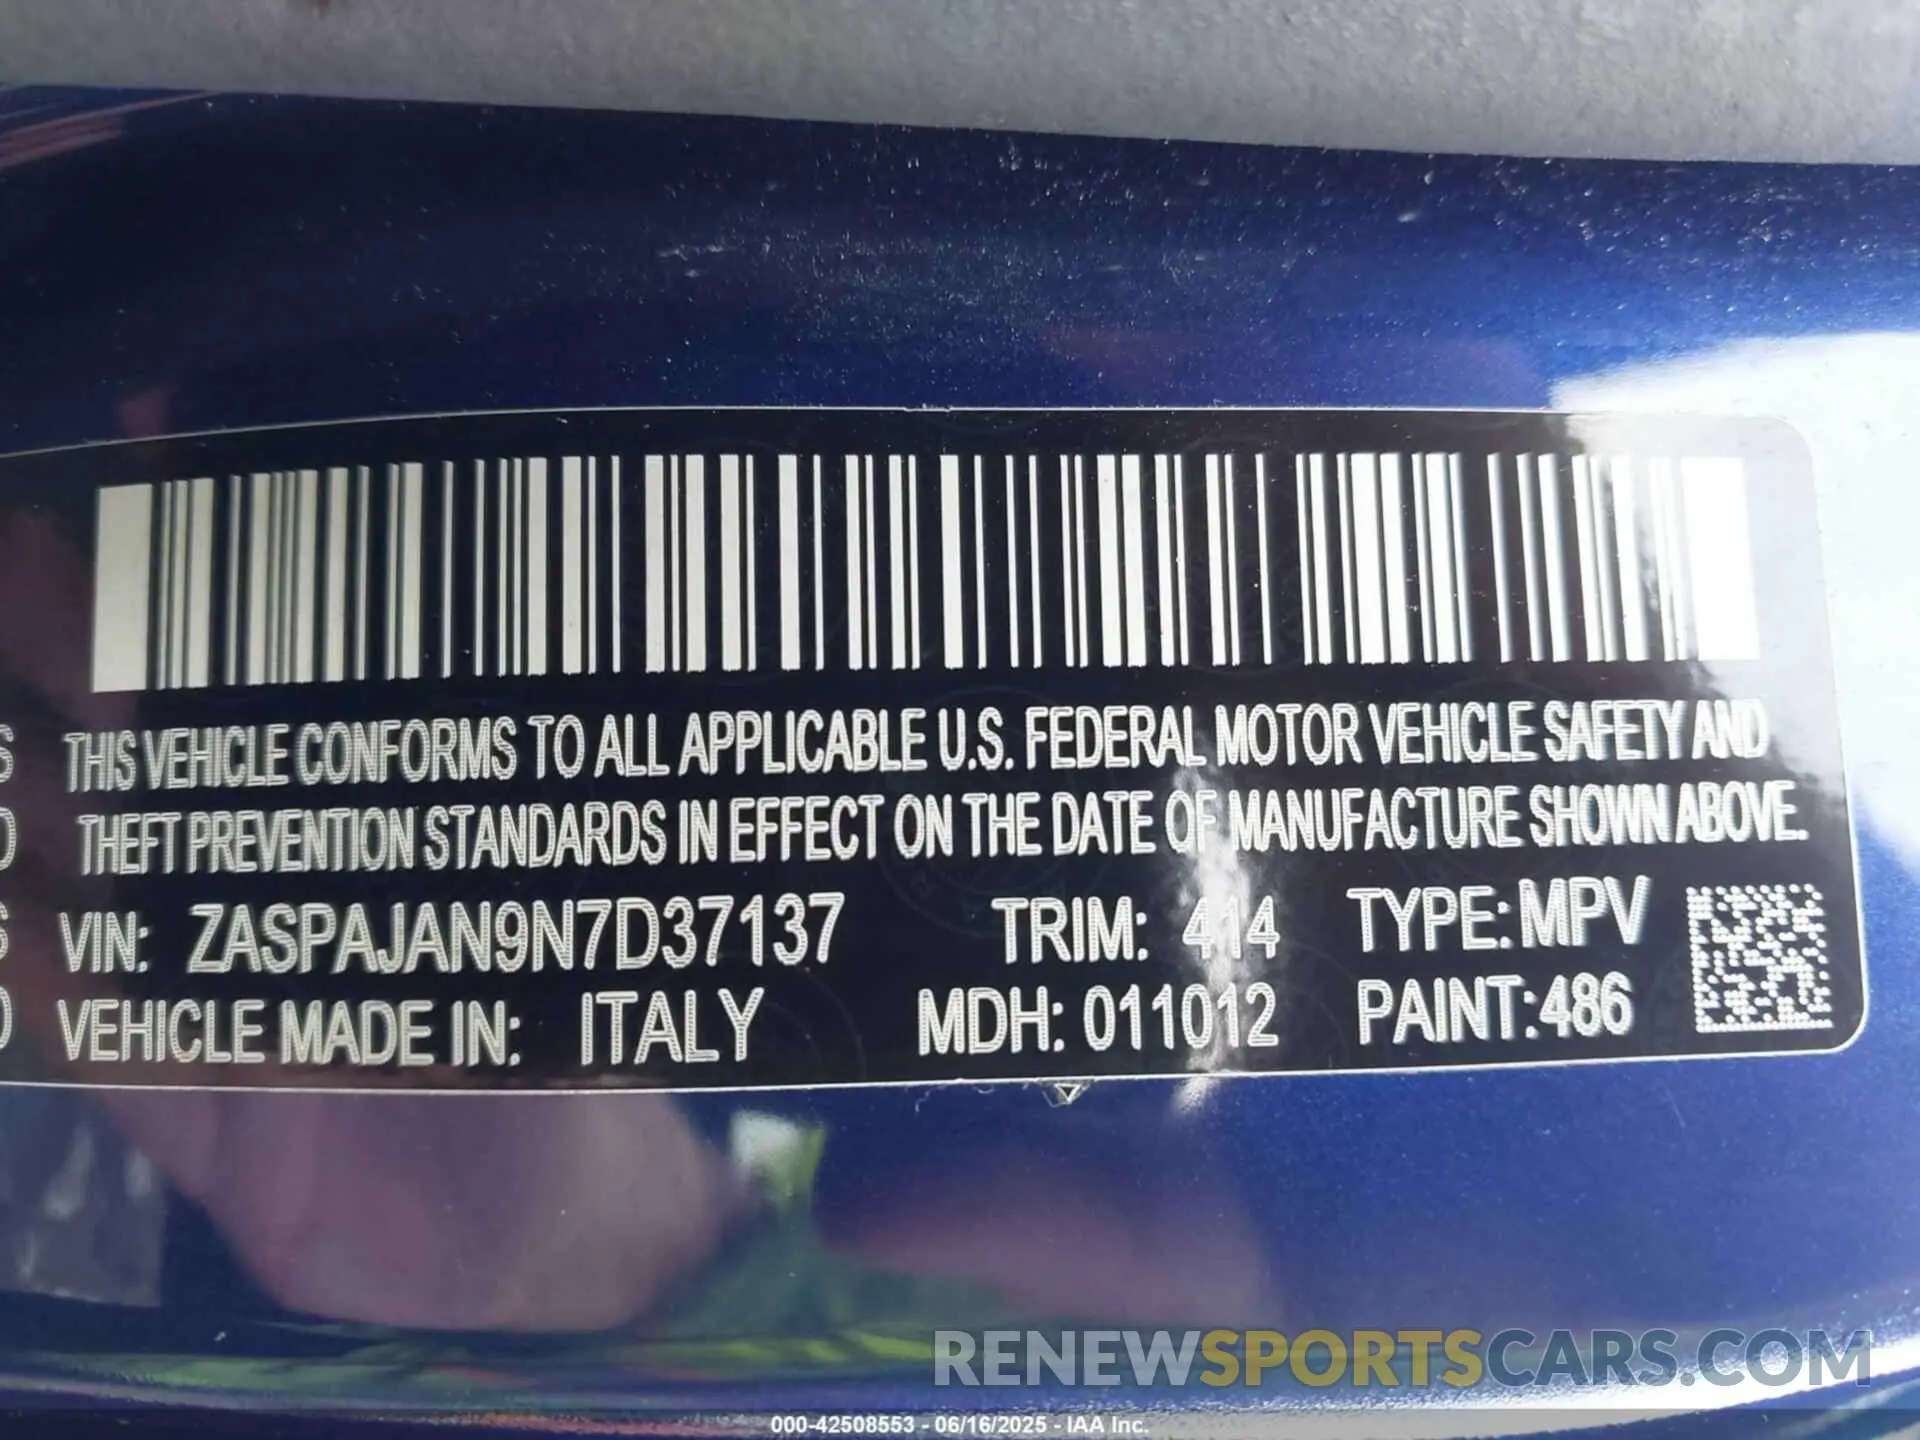 THIS VEHICLE CONFORMS TO ALL APPLICABLE U.S. FEDERAL MOTOR VEHICLE SAFETY AND
THEFT PREVENTION STANDARDS IN EFFECT ON THE DATE OF MANUFACTURE SHOWN ABOVE.
VIN: ZASPAJAN9N7D37137 TRIM: 414 TYPE: MPV
VEHICLE MADE IN: ITALY MDH: 011012 PAINT:486
RENEWSPORTSCARS.COM
000-42508553 - 06/16/2025 - IAA Inc.